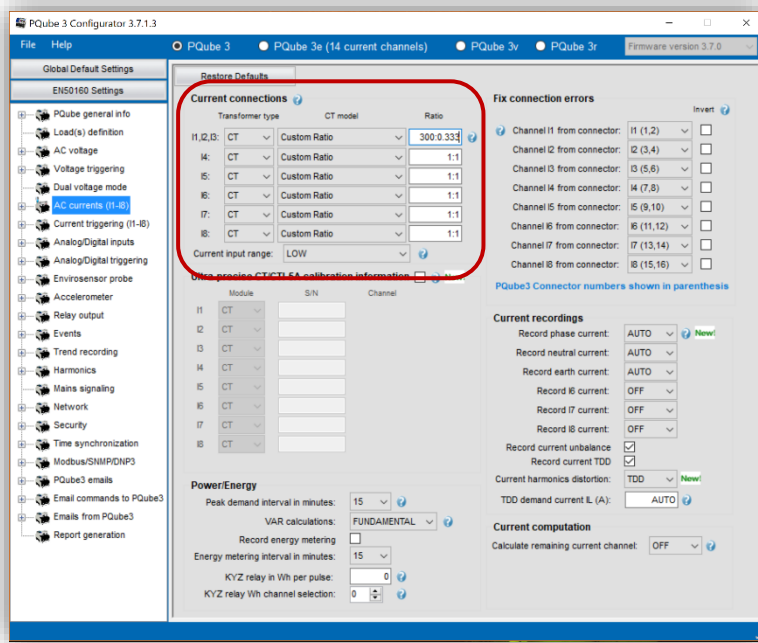 PQube 3 Configurator 3.7.1.3
File Help
PQube 3 PQube 3e (14 current channels) PQube 3v PQube 3r Firmware version 3.7.0
Global Default Settings
EN50160 Settings
PQube general info
Load(s) definition
AC voltage
Voltage triggering
Dual voltage mode
AC currents (I1-I8)
Current triggering (I1-I8)
Analog/Digital inputs
Analog/Digital triggering
Envirosensor probe
Accelerometer
Relay output
Events
Trend recording
Harmonics
Mains signaling
Network
Security
Time synchronization
Modbus/SNMP/DNP3
PQube3 emails
Email commands to PQube3
Emails from PQube3
Report generation
Restore Defaults
Current connections
Transformer type CT model Ratio
I1,I2,I3: CT Custom Ratio 300:0.333
I4: CT Custom Ratio 1:1
I5: CT Custom Ratio 1:1
I6: CT Custom Ratio 1:1
I7: CT Custom Ratio 1:1
I8: CT Custom Ratio 1:1
Current input range: LOW
Ultra-precise CT/CTI-5A calibration information
Module S/N Channel
I1 CT
I2 CT
I3 CT
I4 CT
I5 CT
I6 CT
I7 CT
I8 CT
Power/Energy
Peak demand interval in minutes: 15
VAR calculations: FUNDAMENTAL
Record energy metering
Energy metering interval in minutes: 15
KYZ relay in Wh per pulse: 0
KYZ relay Wh channel selection: 0
Fix connection errors
Invert
Channel I1 from connector: I1 (1,2)
Channel I2 from connector: I2 (3,4)
Channel I3 from connector: I3 (5,6)
Channel I4 from connector: I4 (7,8)
Channel I5 from connector: I5 (9,10)
Channel I6 from connector: I6 (11,12)
Channel I7 from connector: I7 (13,14)
Channel I8 from connector: I8 (15,16)
PQube3 Connector numbers shown in parenthesis
Current recordings
Record phase current: AUTO New!
Record neutral current: AUTO
Record earth current: AUTO
Record I6 current: OFF
Record I7 current: OFF
Record I8 current: OFF
Record current unbalance
Record current TDD
Current harmonics distortion: TDD New!
TDD demand current IL (A): AUTO
Current computation
Calculate remaining current channel: OFF